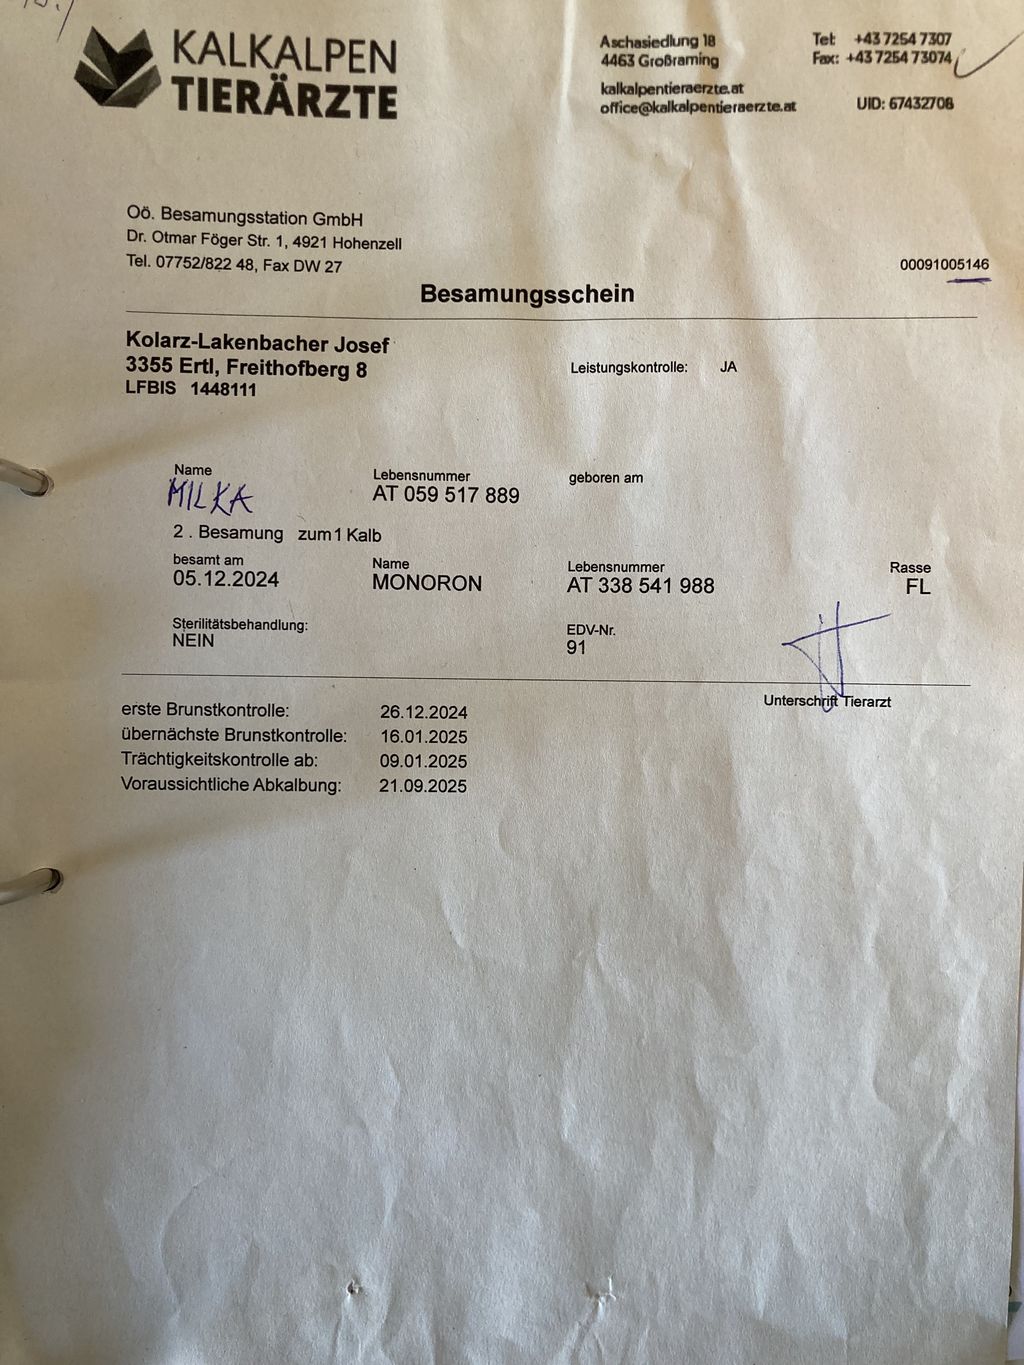 KALKALPEN
TIERÄRZTE
Aschasiedlung 18
4463 Großraming
kalkalpentieraerzte.at
office@kalkalpentieraerzte.at
Tel: +43 7254 7307
Fax: +43 7254 73074
UID: 67432708
Oö. Besamungsstation GmbH
Dr. Otmar Föger Str. 1, 4921 Hohenzell
Tel. 07752/822 48, Fax DW 27
00091005146
Besamungsschein
Kolarz-Lakenbacher Josef
3355 Ertl, Freithofberg 8
LFBIS 1448111
Leistungskontrolle: JA
Name Lebensnummer geboren am
MILKA AT 059 517 889
2 . Besamung zum 1 Kalb
besamt am Name Lebensnummer Rasse
05.12.2024 MONORON AT 338 541 988 FL
Sterilitätsbehandlung: EDV-Nr.
NEIN 91
Unterschrift Tierarzt
erste Brunstkontrolle: 26.12.2024
übernächste Brunstkontrolle: 16.01.2025
Trächtigkeitskontrolle ab: 09.01.2025
Voraussichtliche Abkalbung: 21.09.2025